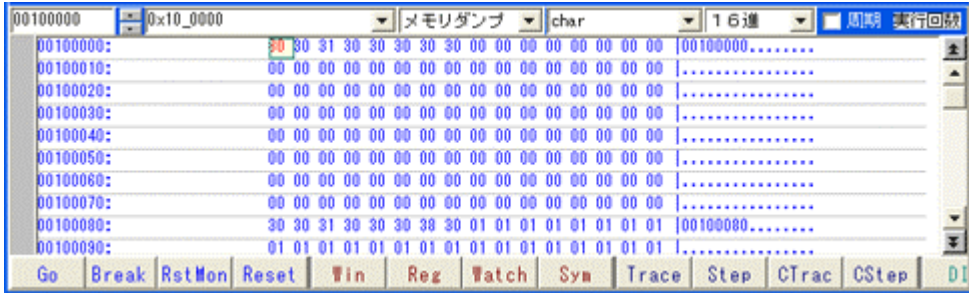 00100000 0x10_0000 メモリダンプ char 16進 周期 実行回数
00100000: 30 30 31 30 30 30 30 30 00 00 00 00 00 00 00 00 |00100000........
00100010: 00 00 00 00 00 00 00 00 00 00 00 00 00 00 00 00 |................
00100020: 00 00 00 00 00 00 00 00 00 00 00 00 00 00 00 00 |................
00100030: 00 00 00 00 00 00 00 00 00 00 00 00 00 00 00 00 |................
00100040: 00 00 00 00 00 00 00 00 00 00 00 00 00 00 00 00 |................
00100050: 00 00 00 00 00 00 00 00 00 00 00 00 00 00 00 00 |................
00100060: 00 00 00 00 00 00 00 00 00 00 00 00 00 00 00 00 |................
00100070: 00 00 00 00 00 00 00 00 00 00 00 00 00 00 00 00 |................
00100080: 30 30 31 30 30 30 38 30 01 01 01 01 01 01 01 01 |00100080........
00100090: 01 01 01 01 01 01 01 01 01 01 01 01 01 01 01 01 |................
Go Break RstMon Reset Win Reg Watch Sym Trace Step CTrac CStep DI